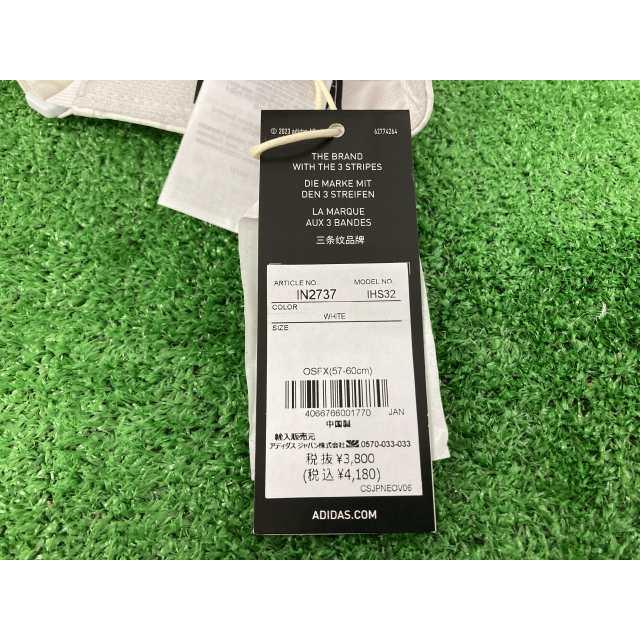 © 2023 adidas
62774264
THE BRAND
WITH THE 3 STRIPES
DIE MARKE MIT
DEN 3 STREIFEN
LA MARQUE
AUX 3 BANDES
三条纹品牌
ARTICLE NO. MODEL NO.
IN2737 IHS32
COLOR
WHITE
SIZE
OSFX(57-60cm)
4066766001770 JAN
中国製
輸入販売元
アディダス ジャパン株式会社 0570-033-033
税 抜 ¥3,800
(税 込 ¥4,180)
CSJPNEOV06
ADIDAS.COM